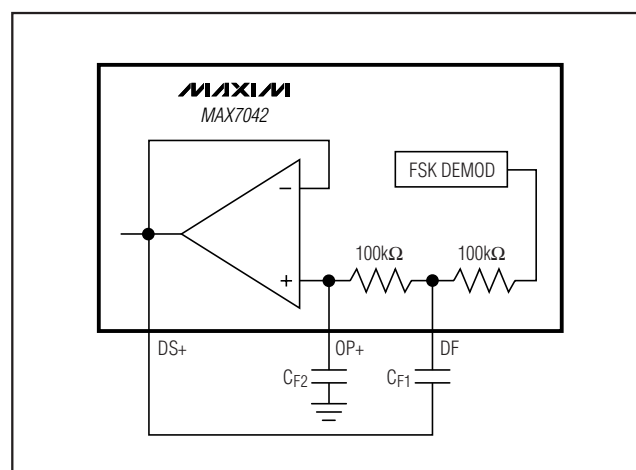 MAXIM
MAX7042
FSK DEMOD
−
100kΩ
100kΩ
+
DS+
OP+
DF
CF2
CF1